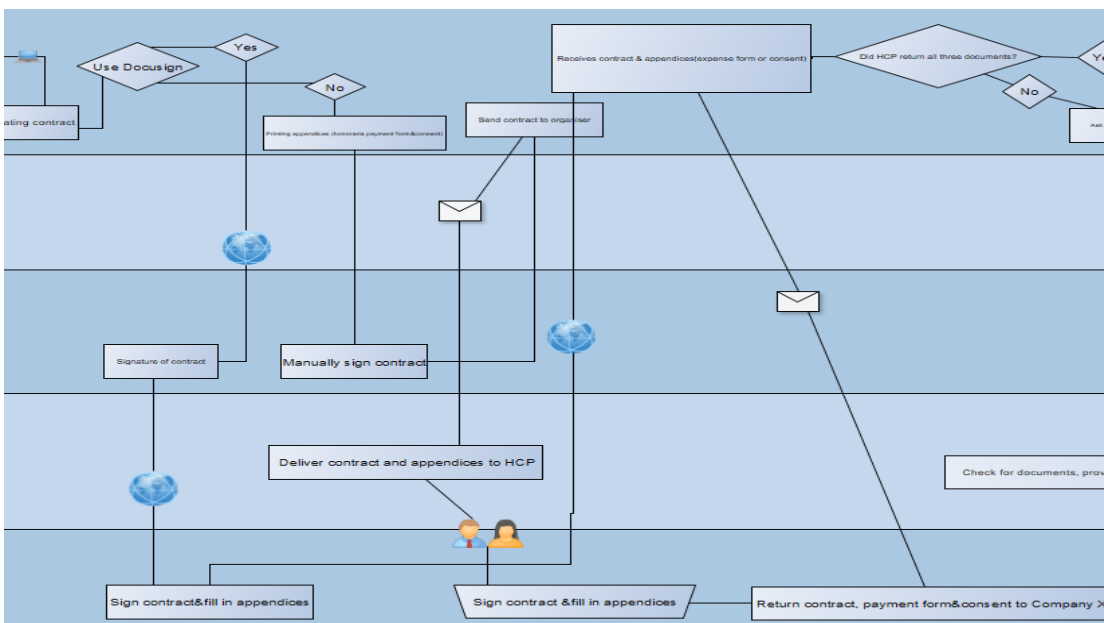 Yes
Use Docusign
Receives contract & appendices(expense form or consent)
Did HCP return all three documents?
Ye
No
No
ating contract
Send contract to organiser
Printing appendices (honoraria payment form&consent)
Ask
Signature of contract
Manually sign contract
Deliver contract and appendices to HCP
Check for documents, prov
Sign contract&fill in appendices
Sign contract &fill in appendices
Return contract, payment form&consent to Company X